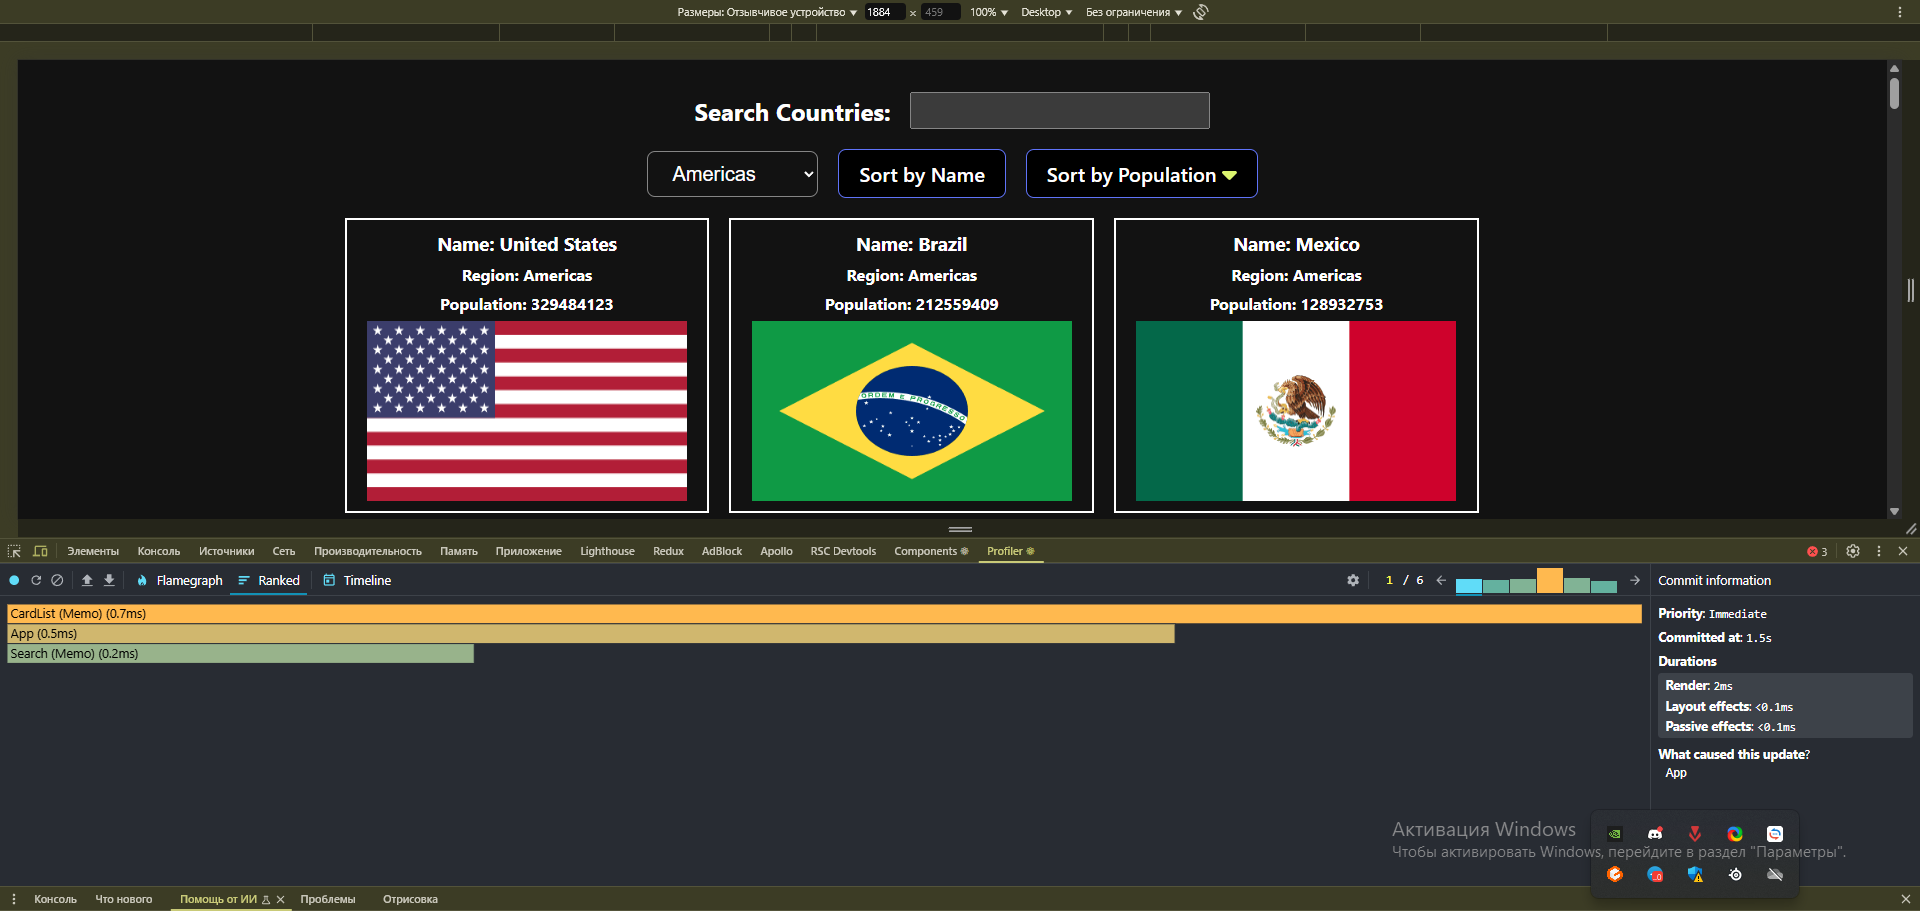 Размеры: Отзывчивое устройство 1884 × 459 100% Desktop Без ограничения
Search Countries:
Americas Sort by Name Sort by Population
Name: United States
Region: Americas
Population: 329484123
Name: Brazil
Region: Americas
Population: 212559409
ORDEM E PROGRESSO
Name: Mexico
Region: Americas
Population: 128932753
Элементы Консоль Источники Сеть Производительность Память Приложение Lighthouse Redux AdBlock Apollo RSC Devtools Components Profiler 3
Flamegraph Ranked Timeline 1 / 6
CardList (Memo) (0.7ms)
App (0.5ms)
Search (Memo) (0.2ms)
Commit information
Priority: Immediate
Committed at: 1.5s
Durations
Render: 2ms
Layout effects: <0.1ms
Passive effects: <0.1ms
What caused this update?
App
Активация Windows
Чтобы активировать Windows, перейдите в раздел "Параметры".
Консоль Что нового Помощь от ИИ Проблемы Отрисовка